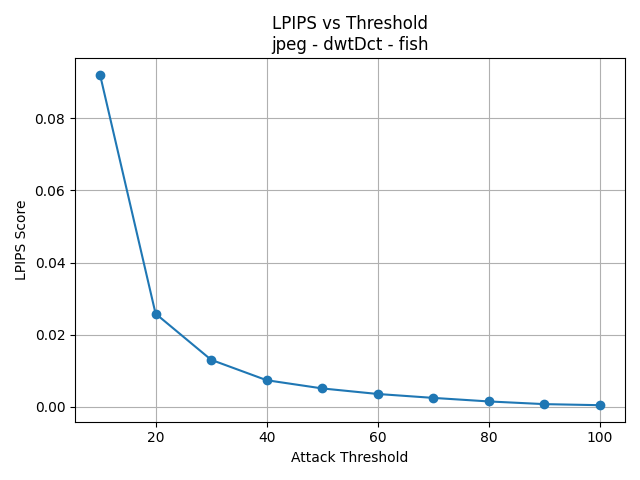 LPIPS vs Threshold
jpeg - dwtDct - fish
LPIPS Score
0.08
0.06
0.04
0.02
0.00
20 40 60 80 100
Attack Threshold